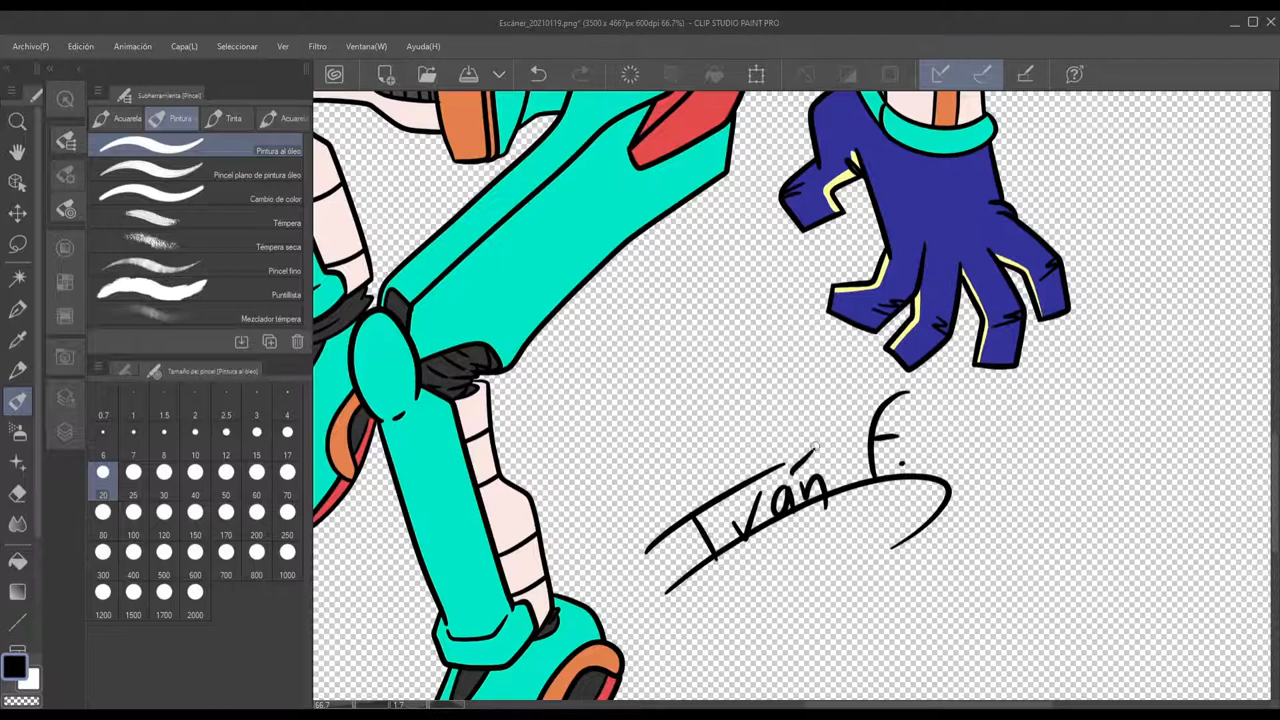 Escáner_20210119.png* (3500 x 4667px 600dpi 66.7%) - CLIP STUDIO PAINT PRO
Archivo(F) Edición Animación Capa(L) Seleccionar Ver Filtro Ventana(W) Ayuda(H)
Subherramienta [Pincel]
Acuarela Pintura Tinta Acuarel
Pintura al óleo
Pincel plano de pintura óleo
Cambio de color
Témpera
Témpera seca
Pincel fino
Puntillista
Mezclador témpera
Tamaño del pincel [Pintura al óleo]
0.7 1 1.5 2 2.5 3 4
6 7 8 10 12 15 17
20 25 30 40 50 60 70
80 100 120 150 170 200 250
300 400 500 600 700 800 1000
1200 1500 1700 2000
Iván F.
66.7 1.7